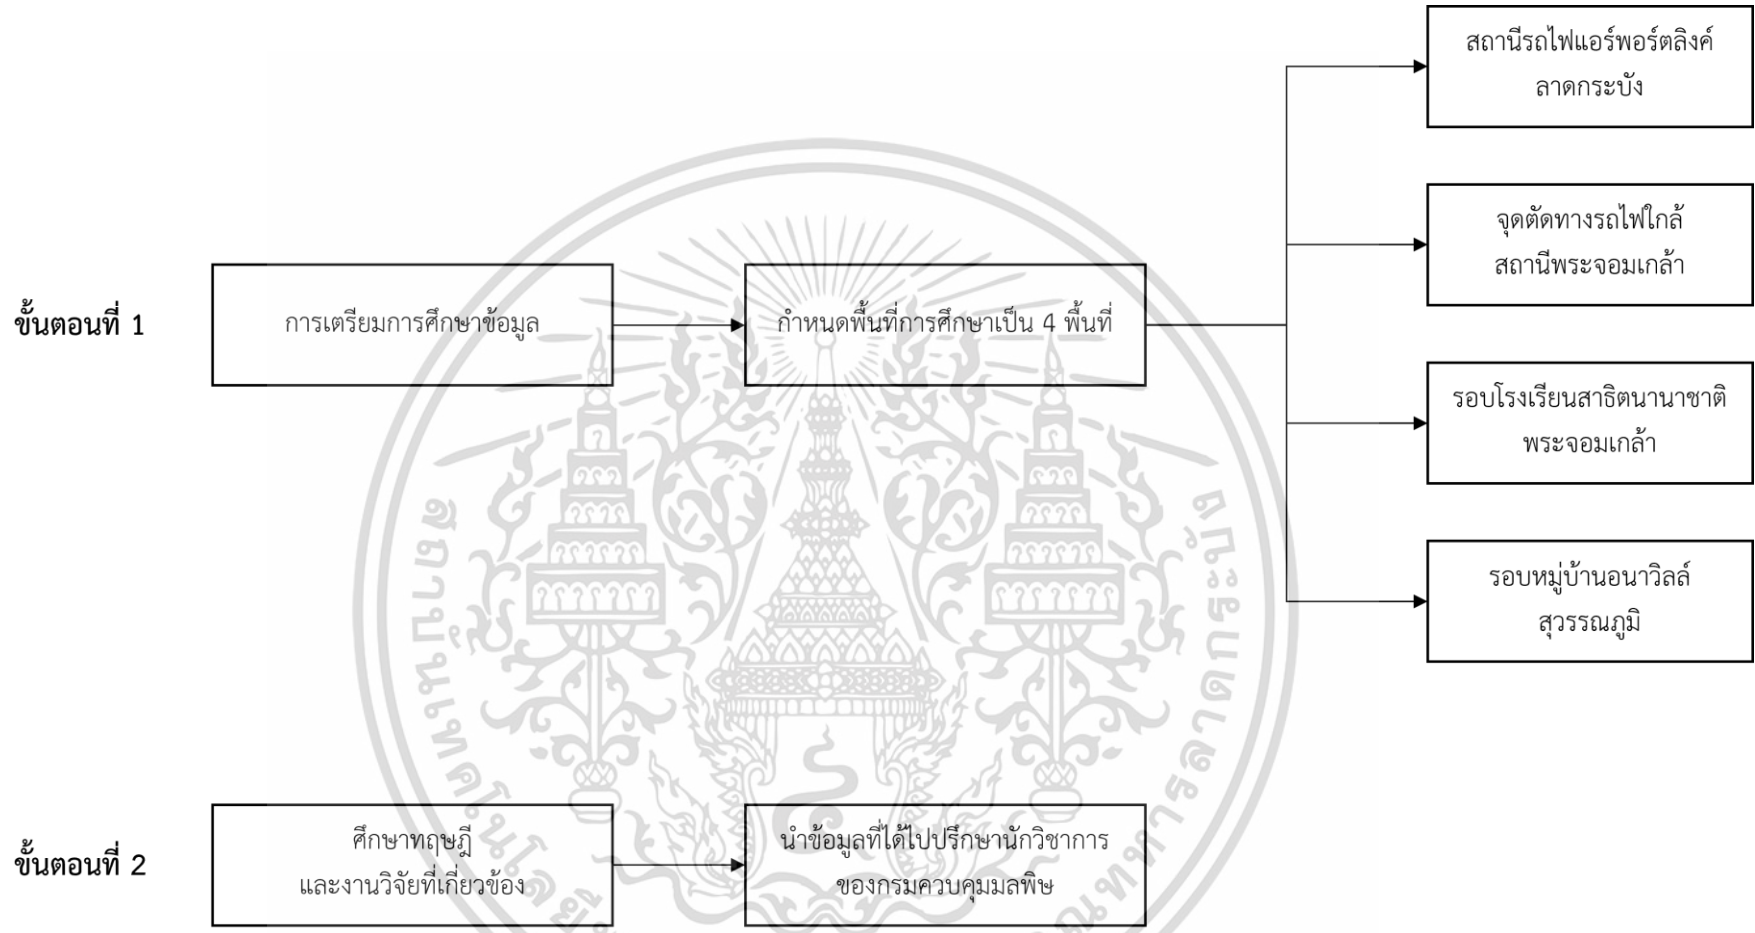 สถานีรถไฟแอร์พอร์ตลิงค์
ลาดกระบัง
จุดตัดทางรถไฟใกล้
สถานีพระจอมเกล้า
ขั้นตอนที่ 1
การเตรียมการศึกษาข้อมูล
กำหนดพื้นที่การศึกษาเป็น 4 พื้นที่
รอบโรงเรียนสาธิตนานาชาติ
พระจอมเกล้า
รอบหมู่บ้านอนาวิลล์
สุวรรณภูมิ
ขั้นตอนที่ 2
ศึกษาทฤษฎี
และงานวิจัยที่เกี่ยวข้อง
นำข้อมูลที่ได้ไปปรึกษานักวิชาการ
ของกรมควบคุมมลพิษ